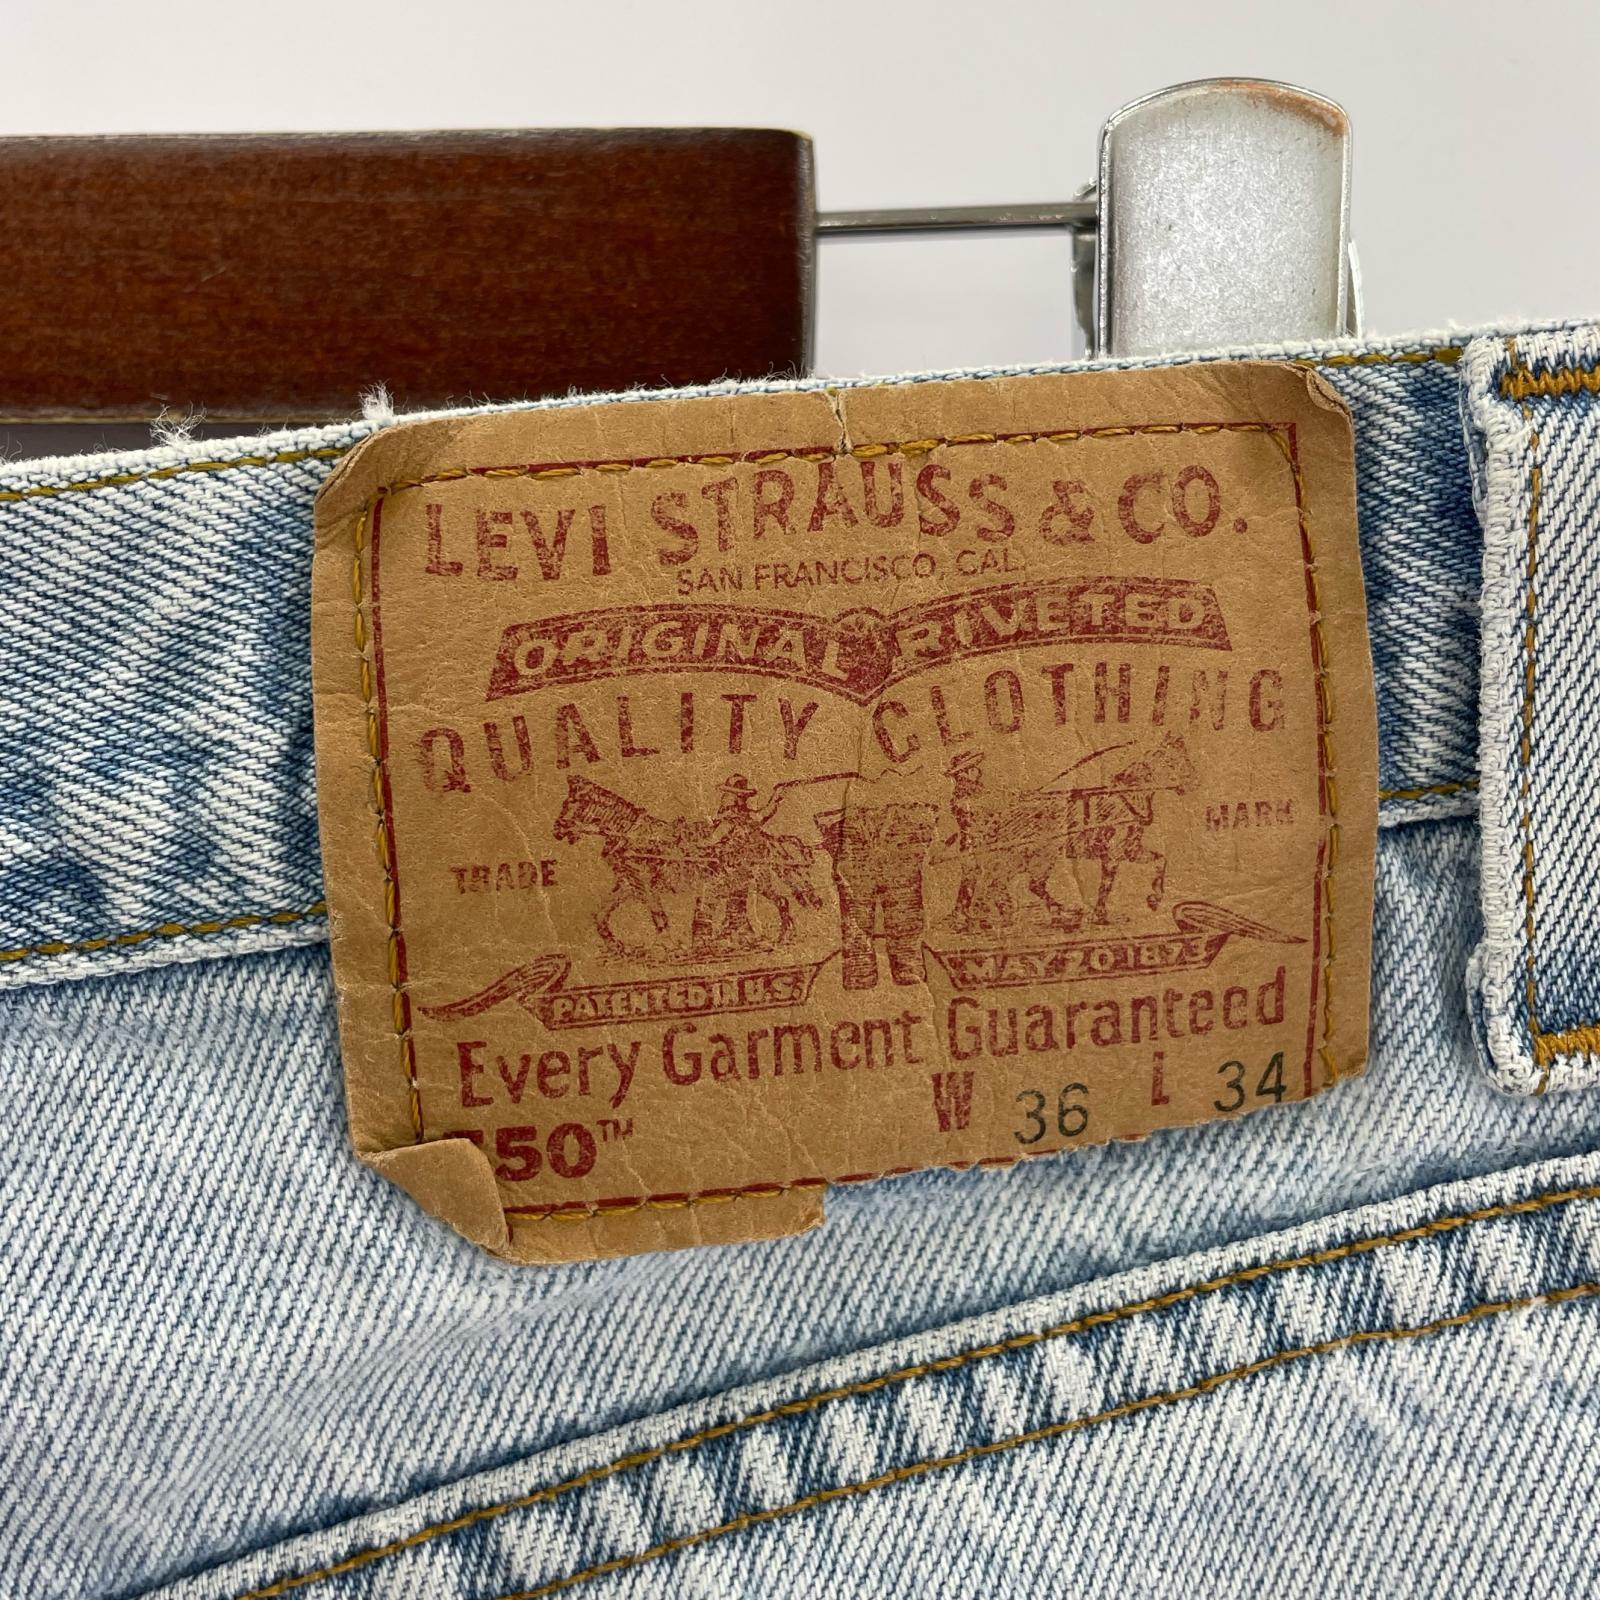 LEVI STRAUSS & CO.
SAN FRANCISCO, CAL.
ORIGINAL RIVETED
QUALITY CLOTHING
TRADE MARK
PATENTED IN U.S. MAY 20 1873
Every Garment Guaranteed
W 36 L 34
50™